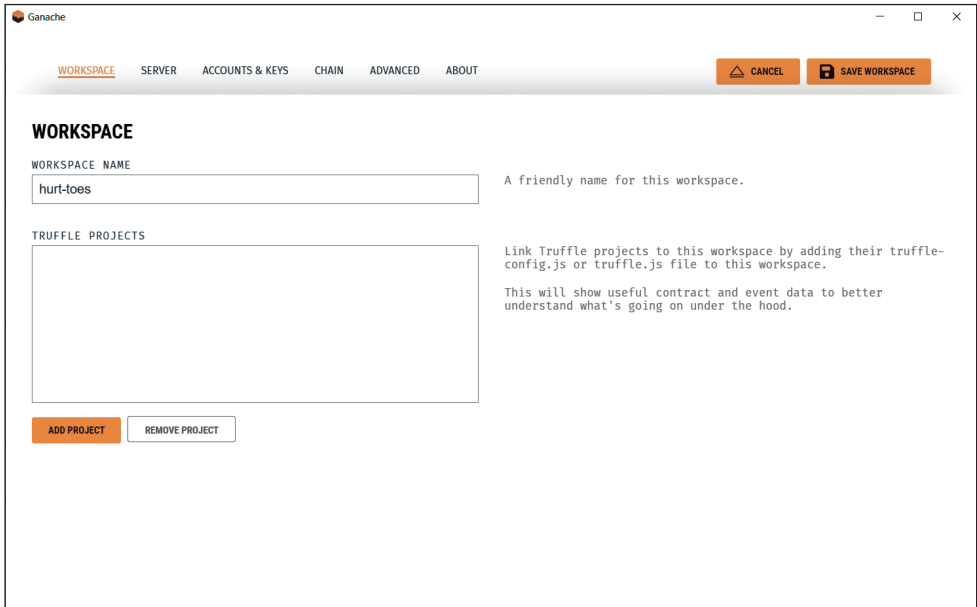 Ganache
WORKSPACE SERVER ACCOUNTS & KEYS CHAIN ADVANCED ABOUT CANCEL SAVE WORKSPACE
WORKSPACE
WORKSPACE NAME
hurt-toes
A friendly name for this workspace.
TRUFFLE PROJECTS
Link Truffle projects to this workspace by adding their truffle-
config.js or truffle.js file to this workspace.
This will show useful contract and event data to better
understand what's going on under the hood.
ADD PROJECT REMOVE PROJECT